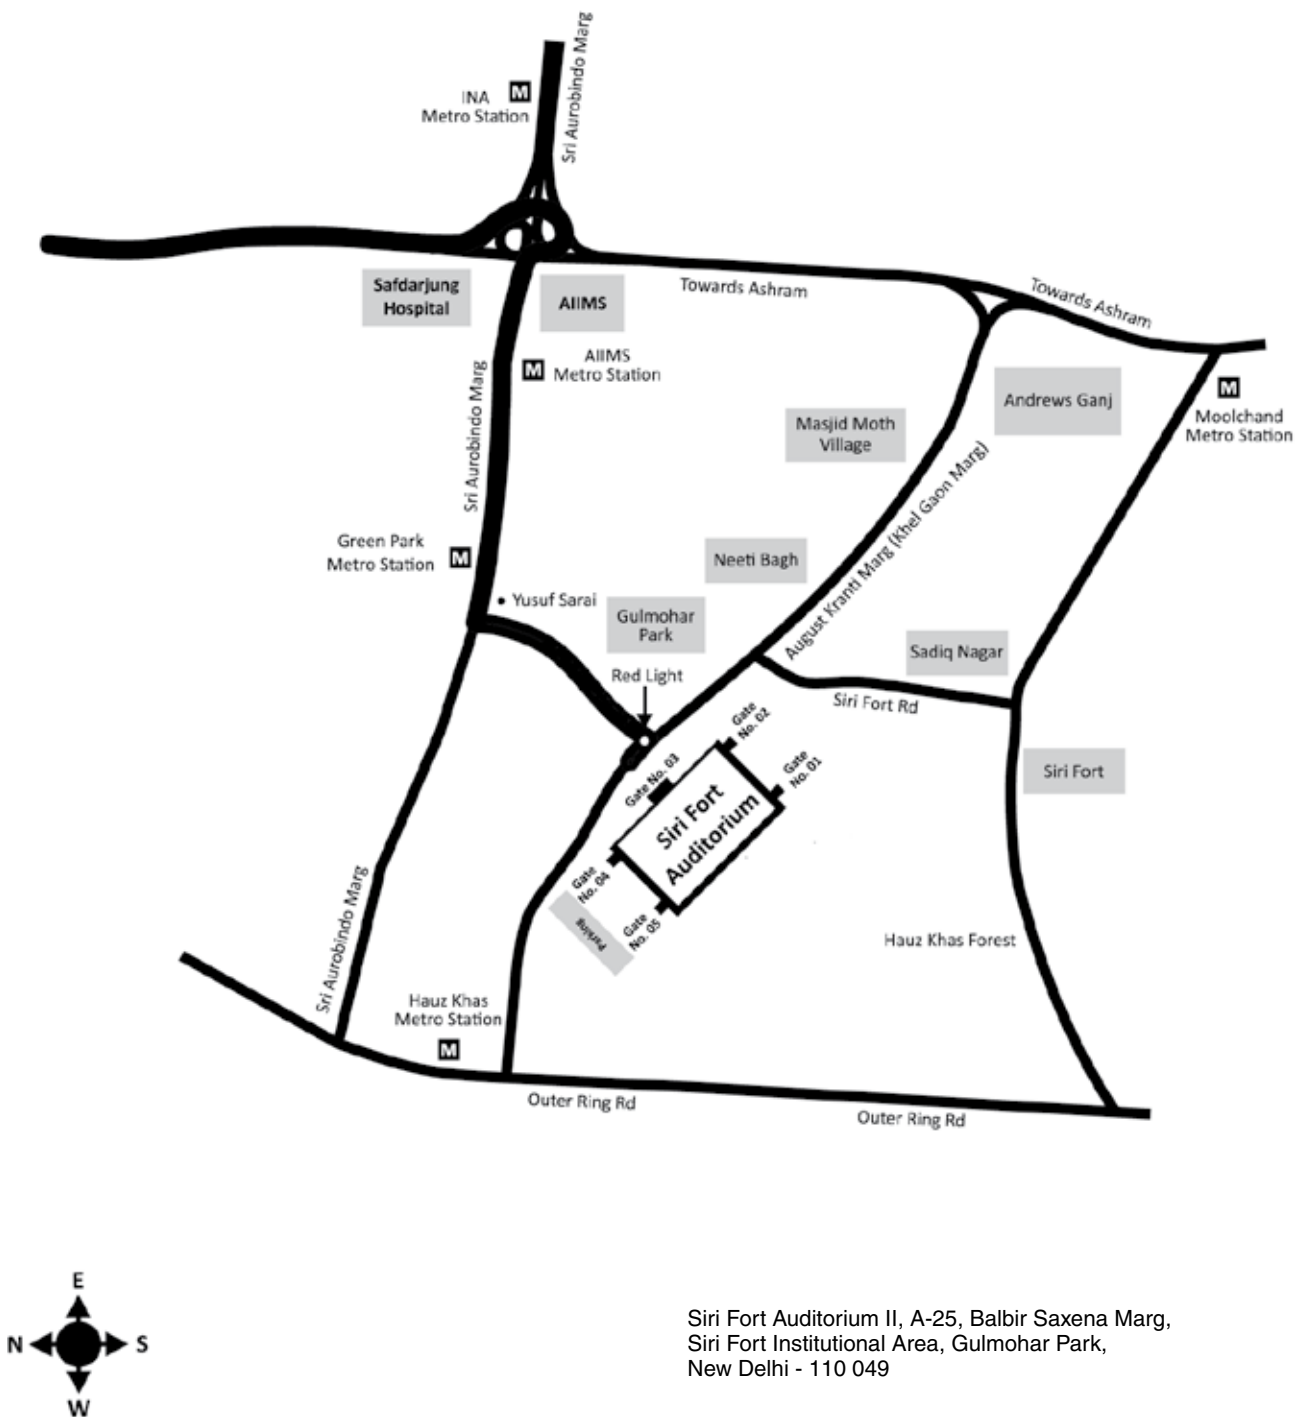 Sri Aurobindo Marg
INA
M
Metro Station
Safdarjung
Hospital
AIIMS
Towards Ashram
Towards Ashram
AIIMS
M
Metro Station
Sri Aurobindo Marg
Masjid Moth
Village
Andrews Ganj
M
Moolchand
Metro Station
Green Park
Metro Station
M
Neeti Bagh
August Kranti Marg (Khel Gaon Marg)
Yusuf Sarai
Gulmohar
Park
Sadiq Nagar
Red Light
Siri Fort Rd
Gate
No. 02
Gate
No. 01
Gate No. 03
Siri Fort
Siri Fort
Auditorium
Gate
No. 04
Gate
No. 05
Parking
Hauz Khas Forest
Sri Aurobindo Marg
Hauz Khas
Metro Station
M
Outer Ring Rd
Outer Ring Rd
E
N
S
W
Siri Fort Auditorium II, A-25, Balbir Saxena Marg,
Siri Fort Institutional Area, Gulmohar Park,
New Delhi - 110 049